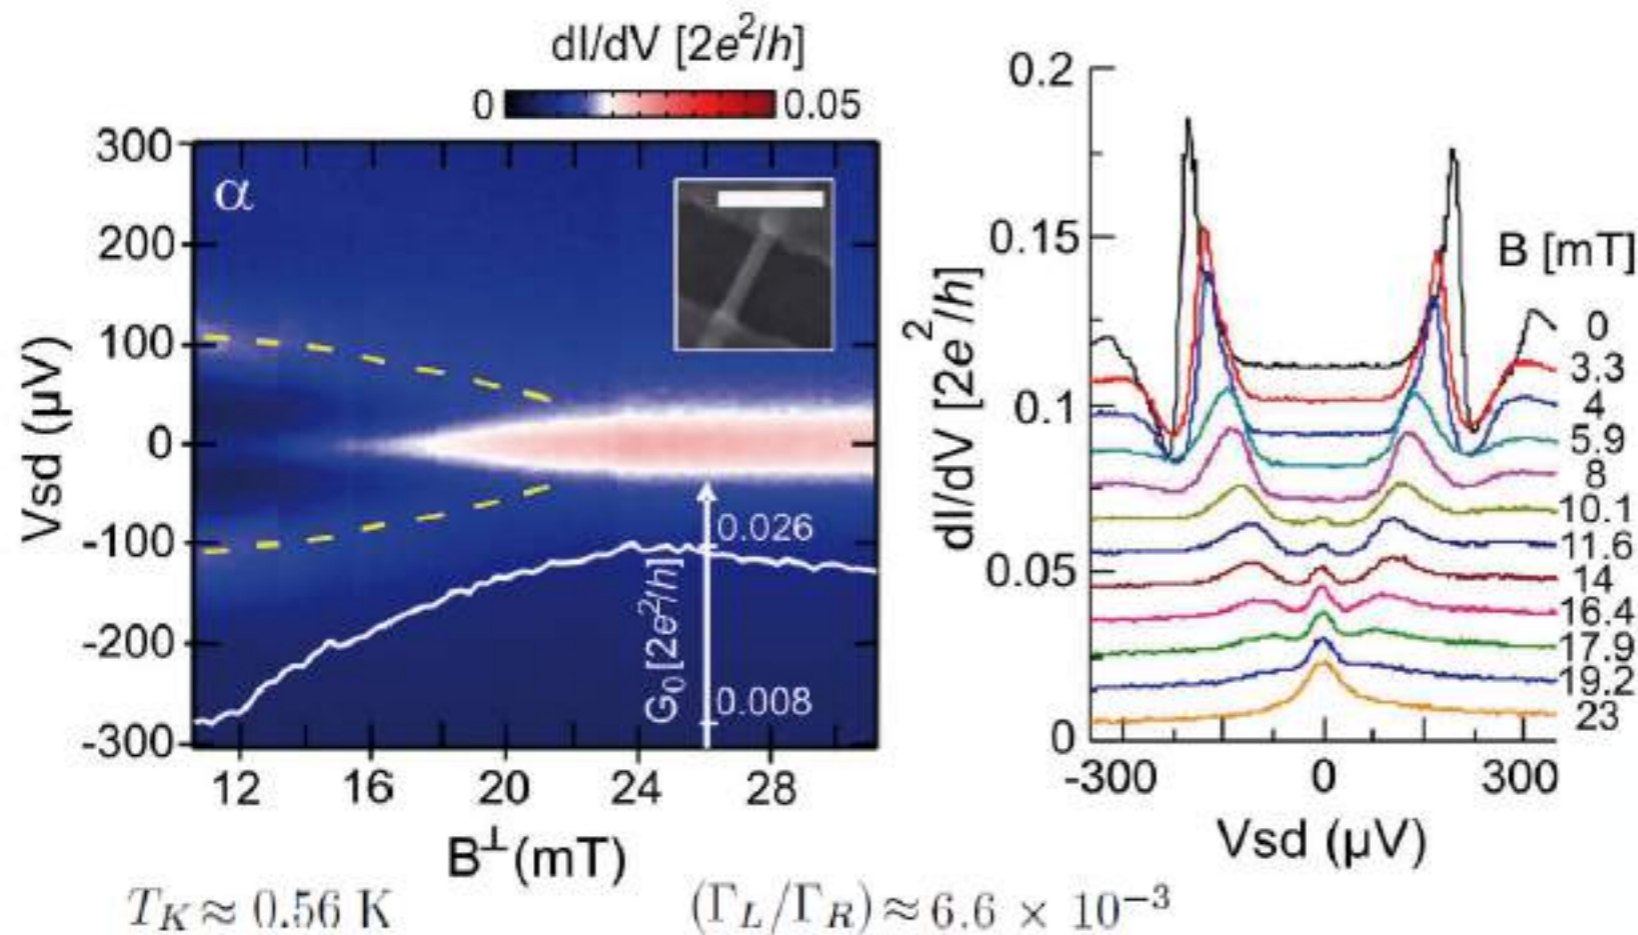 dI/dV [2e²/h]
0 0.05
300
200
100
0
-100
-200
-300
Vsd (µV)
α
0.026
0.008
G₀ [2e²/h]
12 16 20 24 28
B⊥(mT)
0.2
0.15
0.1
0.05
0
dI/dV [2e²/h]
B [mT]
0
3.3
4
5.9
8
10.1
11.6
14
16.4
17.9
19.2
23
-300 0 300
Vsd (µV)
T_K ≈ 0.56 K (Γ_L/Γ_R) ≈ 6.6 × 10⁻³